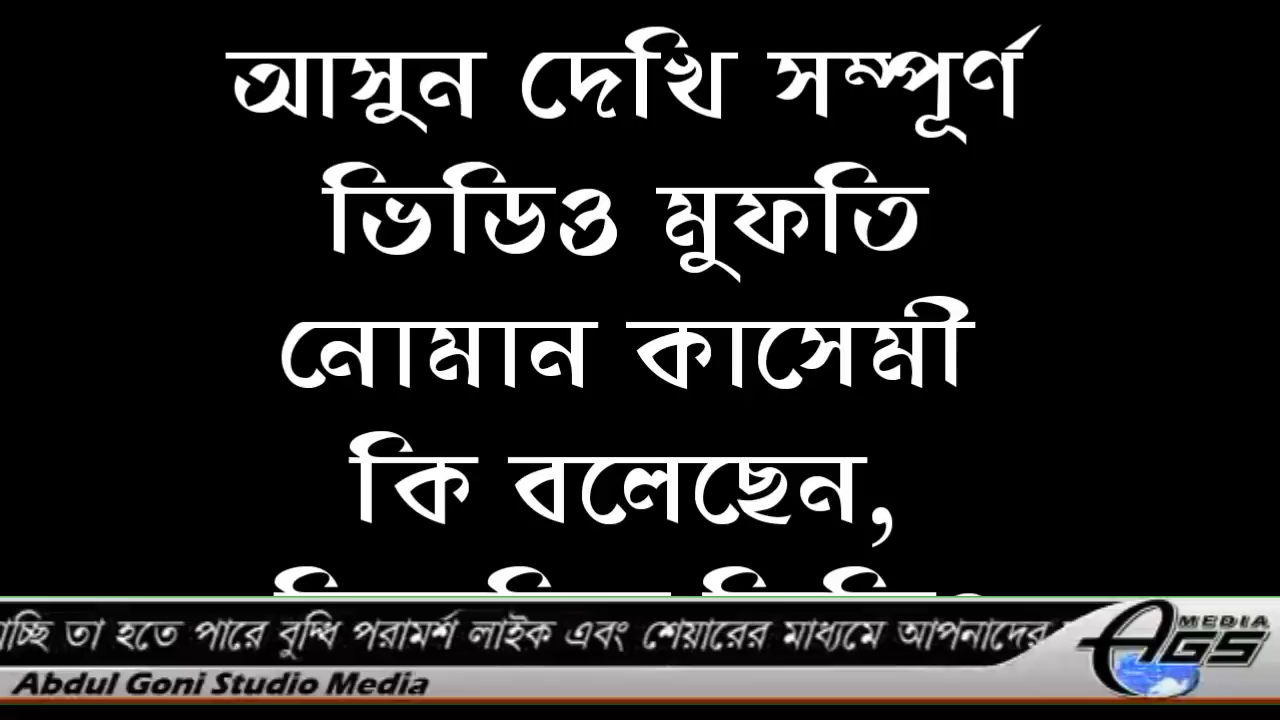 আসুন দেখি সম্পূর্ণ
ভিডিও মুফতি
নোমান কাসেমী
কি বলেছেন,
তা হতে পারে বুদ্ধি পরামর্শ লাইক এবং শেয়ারের মাধ্যমে আপনাদের
MEDIA
AGS
Abdul Goni Studio Media